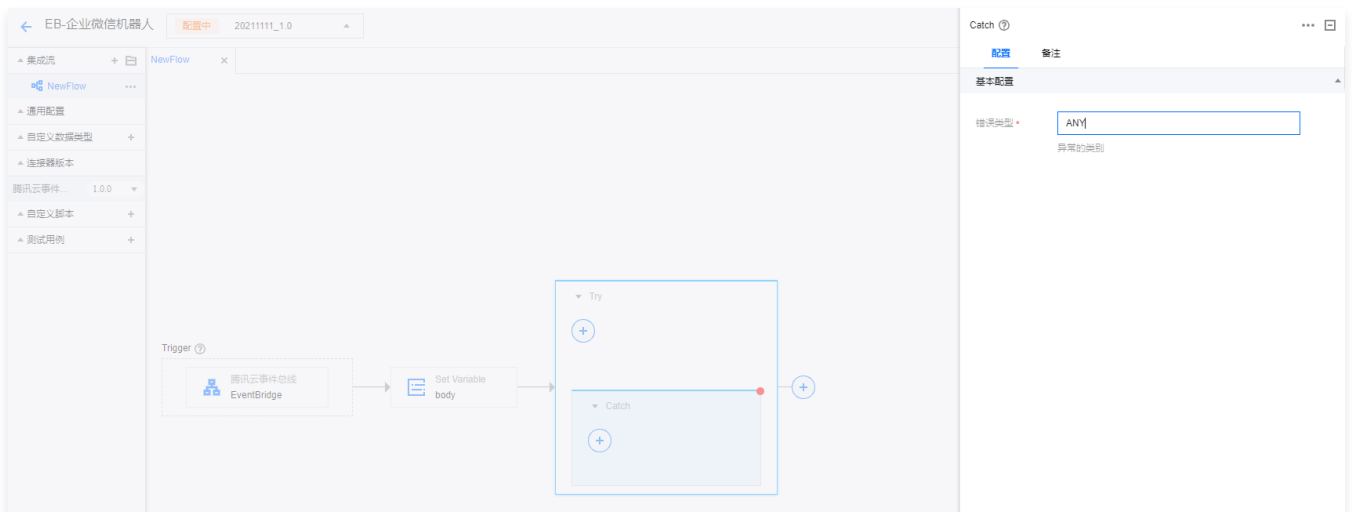 EB-企业微信机器人 配置中 20211111_1.0
集成流
NewFlow
通用配置
自定义数据类型
连接器版本
腾讯云事件... 1.0.0
自定义脚本
测试用例
NewFlow
Trigger
腾讯云事件总线
EventBridge
Set Variable
body
Try
Catch
Catch
配置 备注
基本配置
错误类型 * ANY
异常的类别